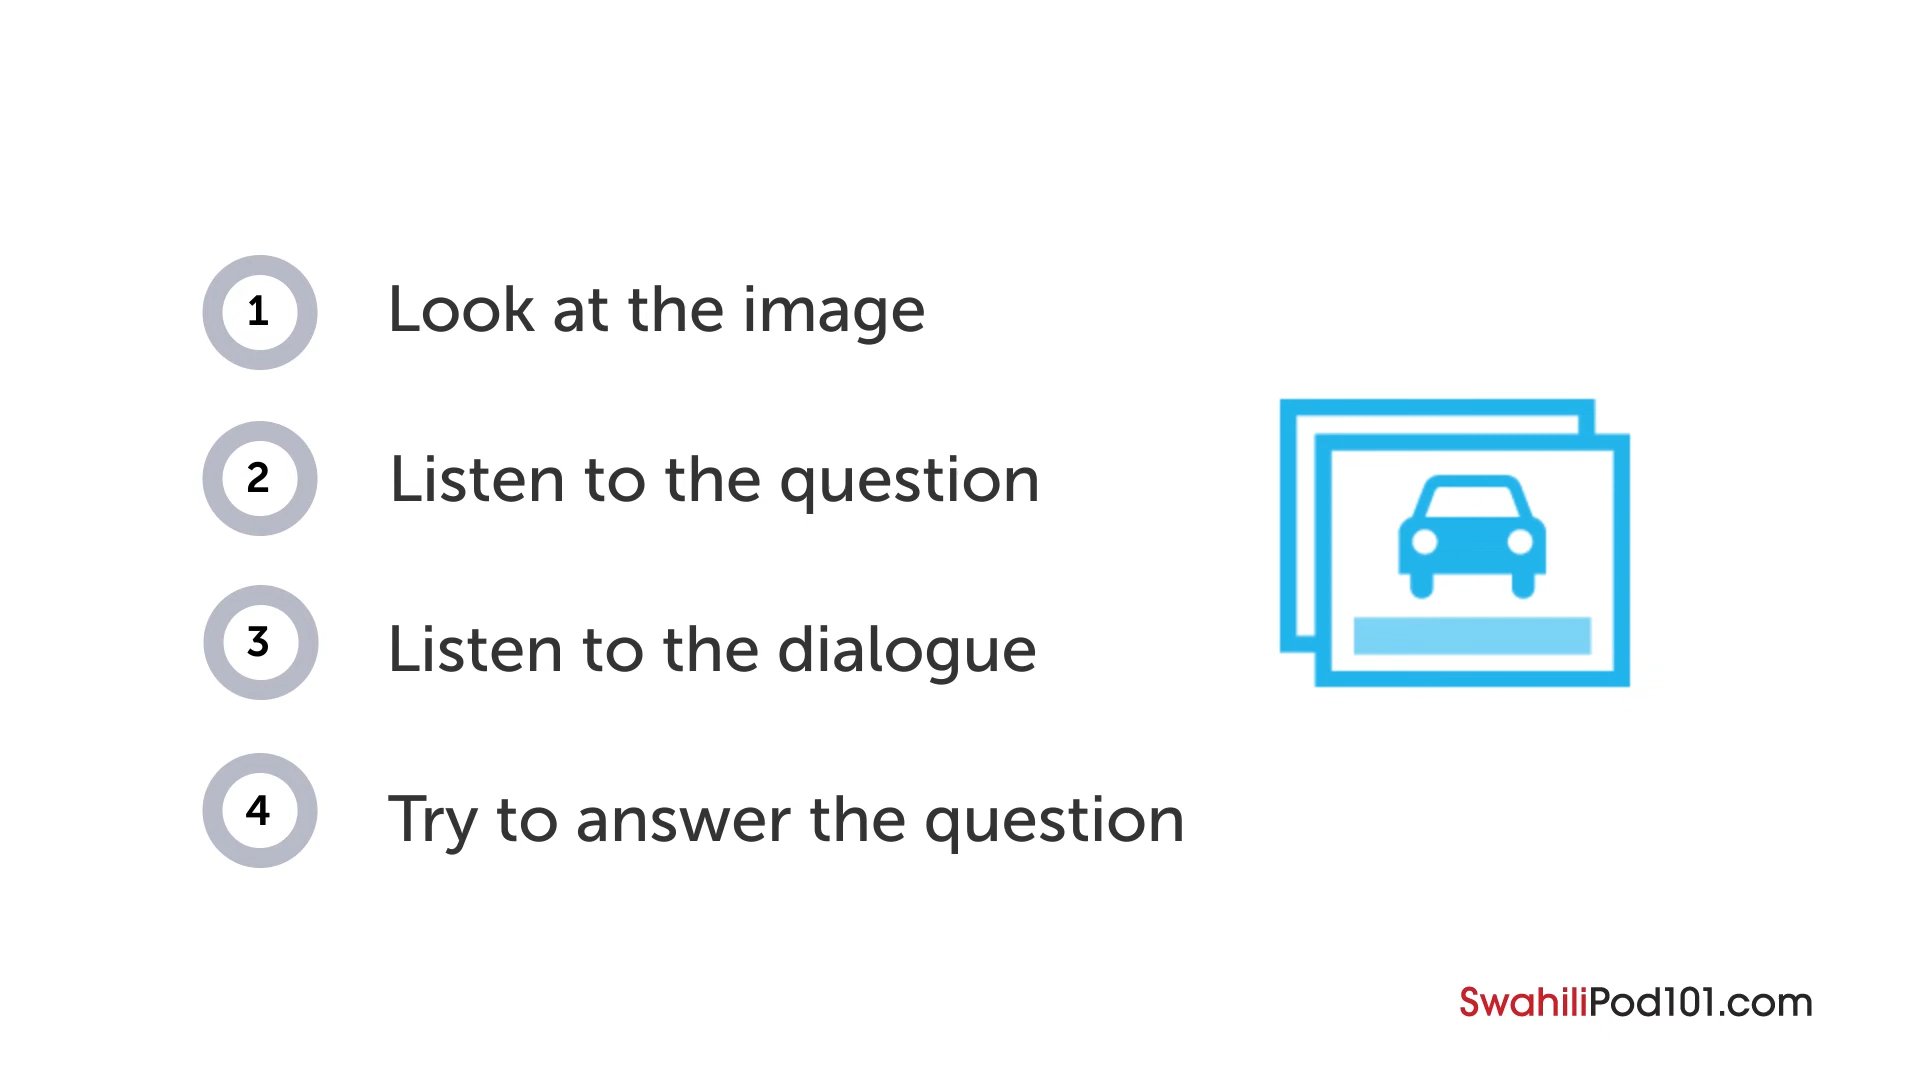 1 Look at the image
2 Listen to the question
3 Listen to the dialogue
4 Try to answer the question
SwahiliPod101.com